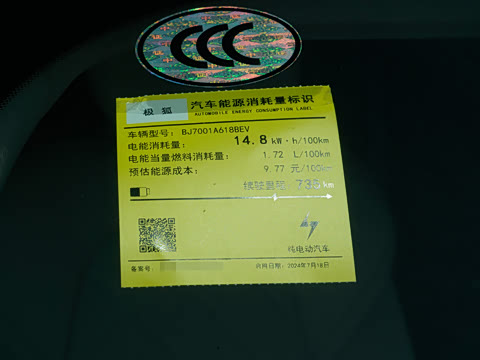 CCC
极狐 汽车能源消耗量标识
AUTOMOBILE ENERGY CONSUMPTION LABEL
车辆型号: BJ7001A61BBEV
电能消耗量: 14.8 kW·h/100km
电能当量燃料消耗量: 1.72 L/100km
预估能源成本: 9.77 元/100km
续驶里程: km
纯电动汽车
备案号:
启用日期: 2024年7月18日